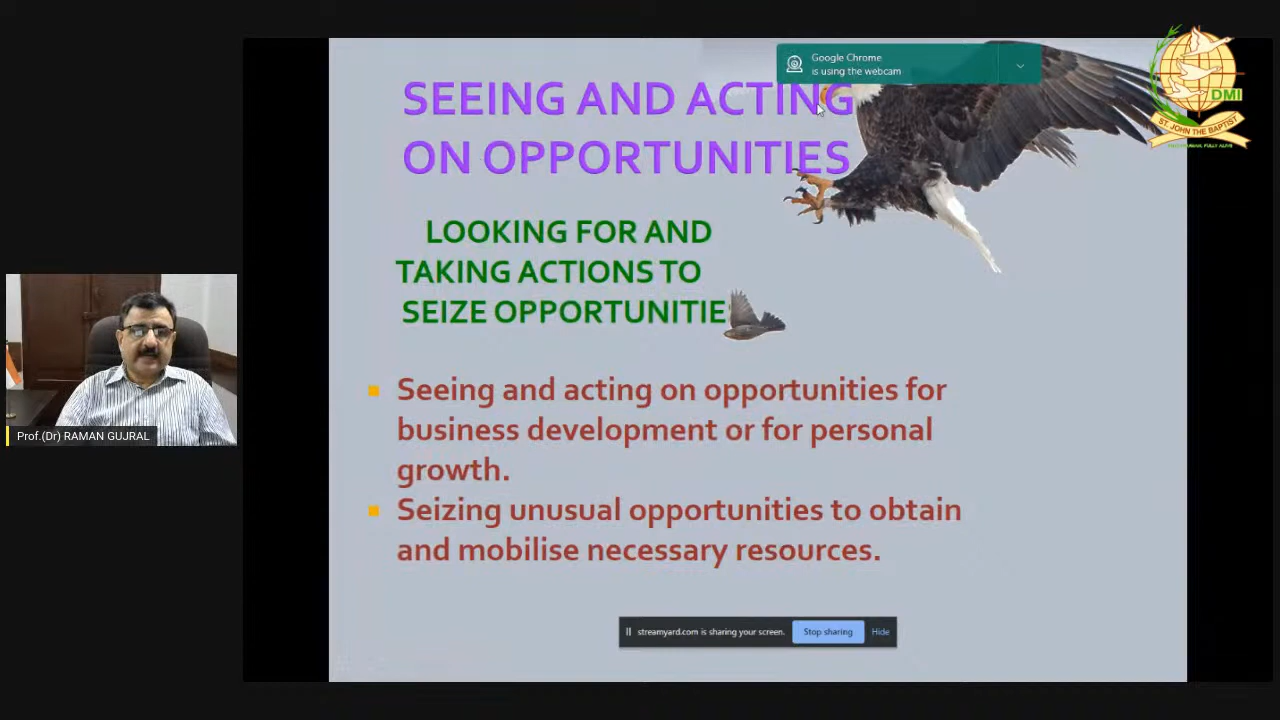 Google Chrome
is using the webcam
SEEING AND ACTING
ON OPPORTUNITIES
DMI
ST. JOHN THE BAPTIST
LOOKING FOR AND
TAKING ACTIONS TO
SEIZE OPPORTUNITIE
Seeing and acting on opportunities for
business development or for personal
growth.
Prof.(Dr) RAMAN GUJRAL
Seizing unusual opportunities to obtain
and mobilise necessary resources.
streamyard.com is sharing your screen.
Stop sharing
Hide